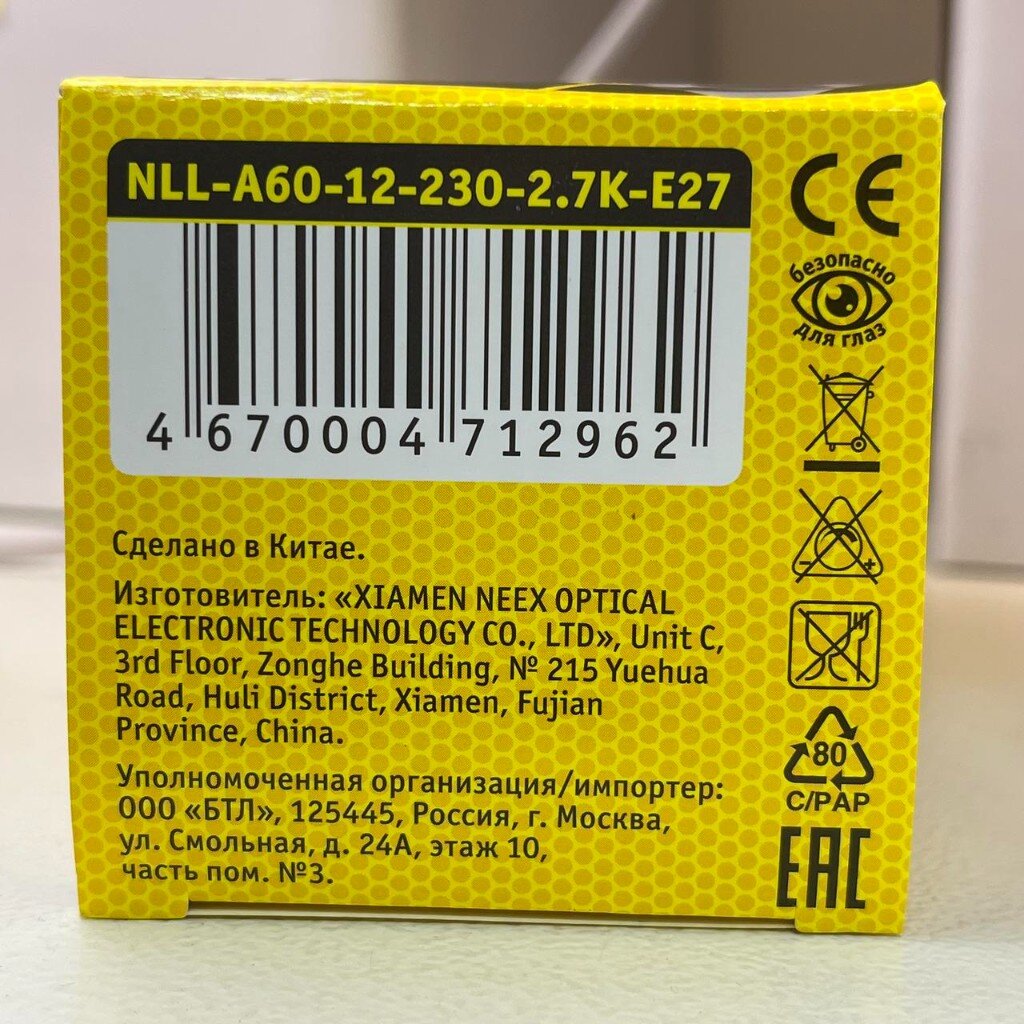 NLL-A60-12-230-2.7K-E27
CE
безопасно
для глаз
4 670004 712962
Сделано в Китае.
Изготовитель: «XIAMEN NEEX OPTICAL
ELECTRONIC TECHNOLOGY CO., LTD», Unit C,
3rd Floor, Zonghe Building, № 215 Yuehua
Road, Huli District, Xiamen, Fujian
Province, China.
Уполномоченная организация/импортер:
ООО «БТЛ», 125445, Россия, г. Москва,
ул. Смольная, д. 24А, этаж 10,
часть пом. №3.
80
C/PAP
EAC